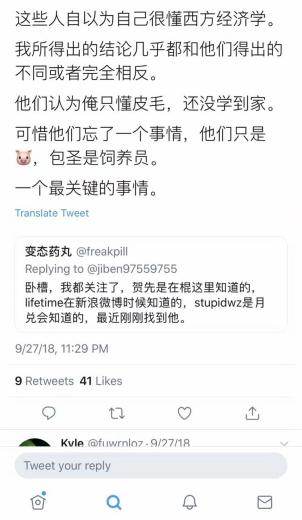 这些人自以为自己很懂西方经济学。
我所得出的结论几乎都和他们得出的
不同或者完全相反。
他们认为俺只懂皮毛，还没学到家。
可惜他们忘了一个事情，他们只是
🐷，包圣是饲养员。
一个最关键的事情。
Translate Tweet
变态药丸 @freakpill
Replying to @jiben97559755
卧槽，我都关注了，贺先是在棍这里知道的，
lifetime在新浪微博时候知道的，stupidwz是月
兑会知道的，最近刚刚找到他。
9/27/18, 11:29 PM
9 Retweets 41 Likes
Kyle @fuwrnloz · 9/27/18
Tweet your reply